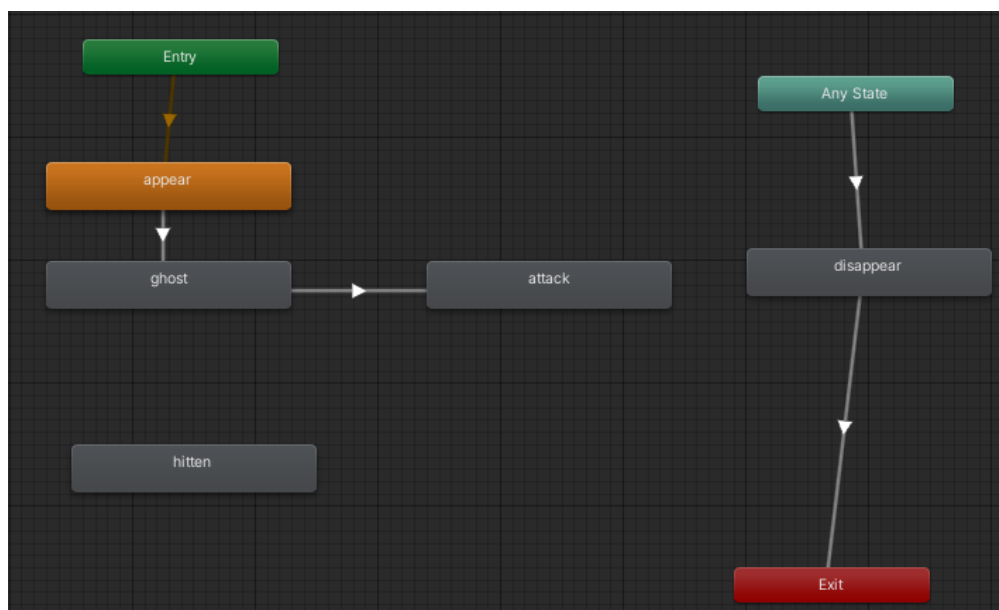 Entry
Any State
appear
ghost
attack
disappear
hitten
Exit